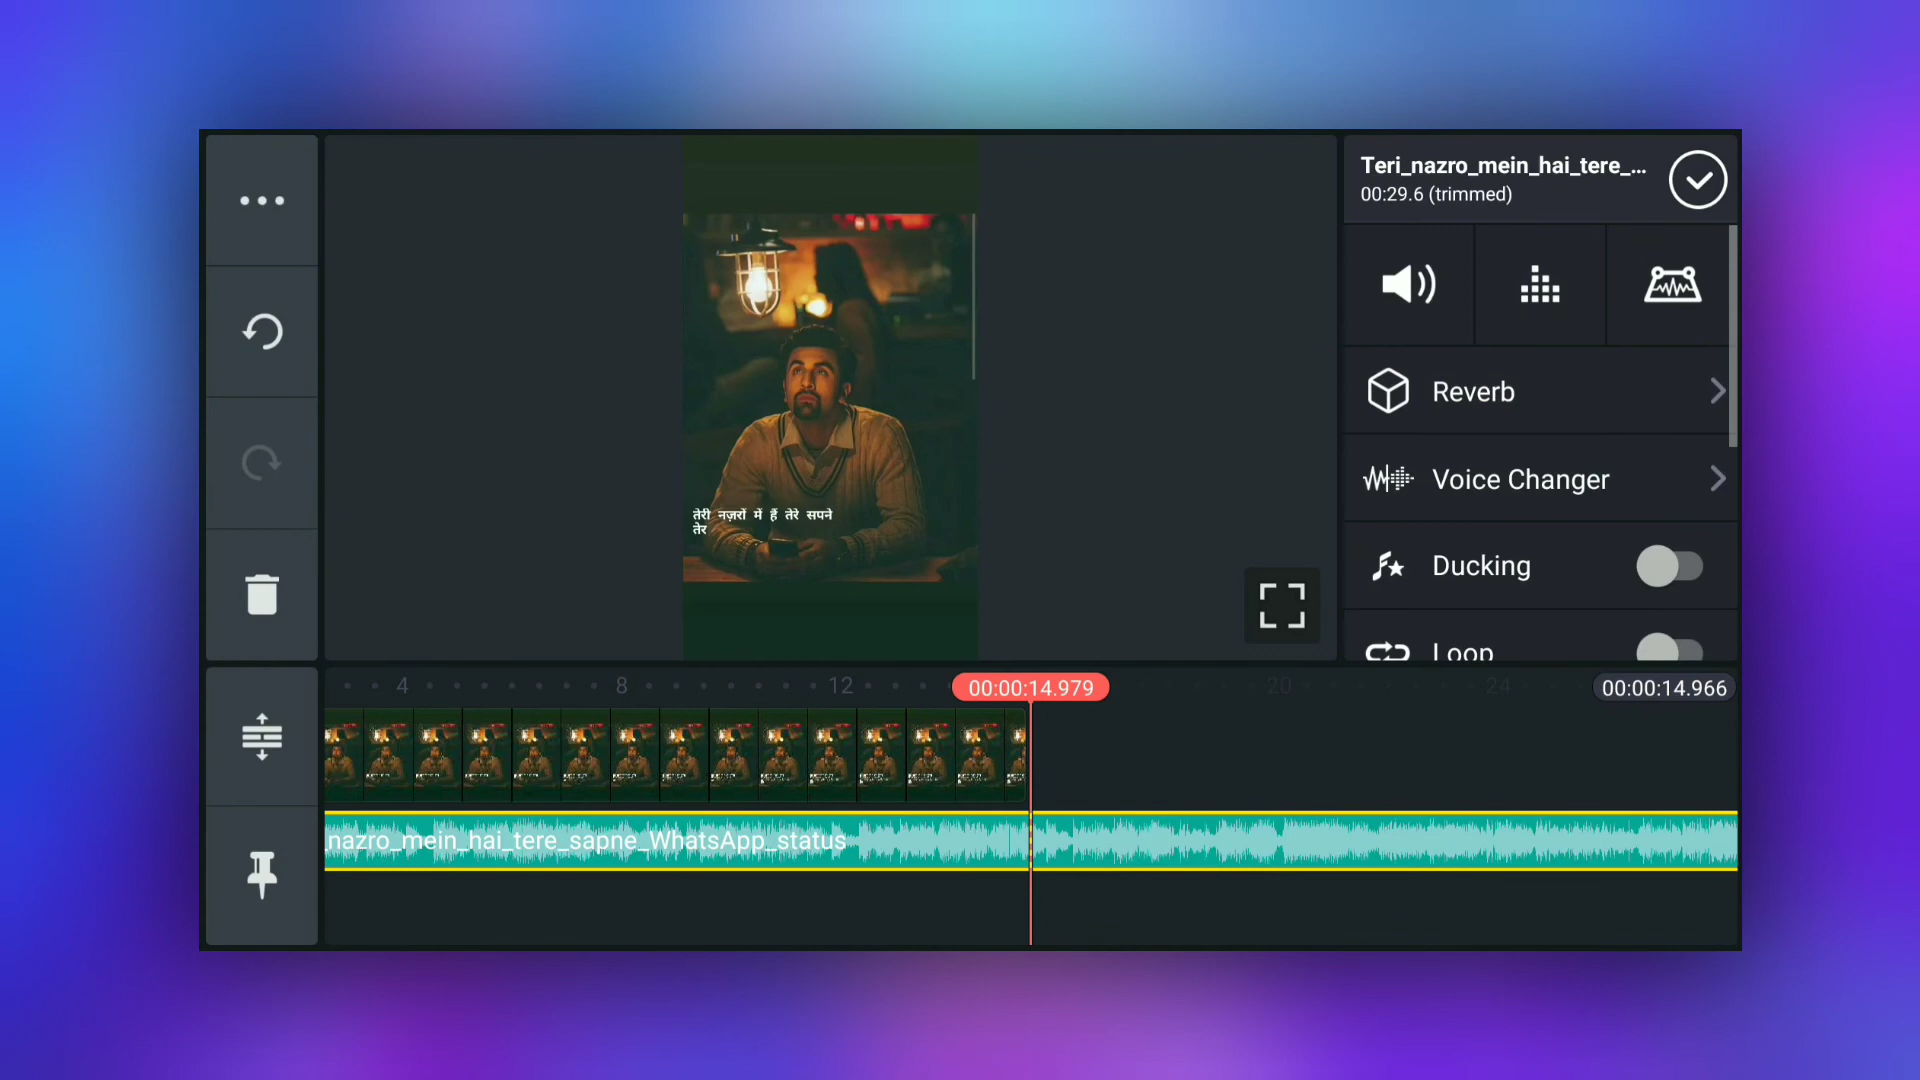 Teri_nazro_mein_hai_tere_...
00:29.6 (trimmed)
Reverb
Voice Changer
Ducking
Loop
तेरी नज़रों में हैं तेरे सपने
तेर
4
8
12
00:00:14.979
20
24
00:00:14.966
_nazro_mein_hai_tere_sapne_WhatsApp_status